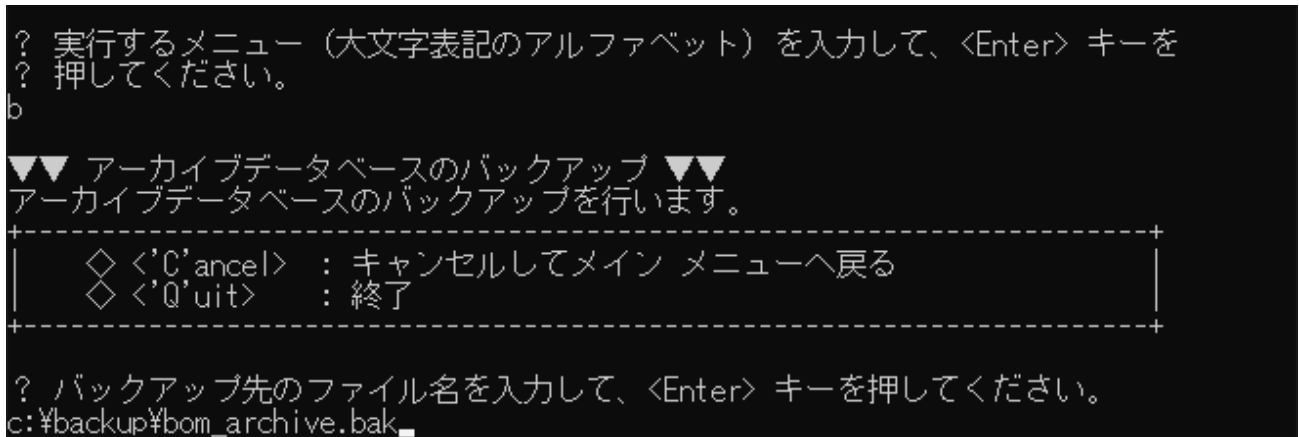 ? 実行するメニュー（大文字表記のアルファベット）を入力して、<Enter> キーを
? 押してください。
b
▼▼ アーカイブデータベースのバックアップ ▼▼
アーカイブデータベースのバックアップを行います。
+-----------------------------------------------------------------------+
| ◇ <'C'ancel> : キャンセルしてメイン メニューへ戻る |
| ◇ <'Q'uit> : 終了 |
+-----------------------------------------------------------------------+
? バックアップ先のファイル名を入力して、<Enter> キーを押してください。
c:¥backup¥bom_archive.bak_